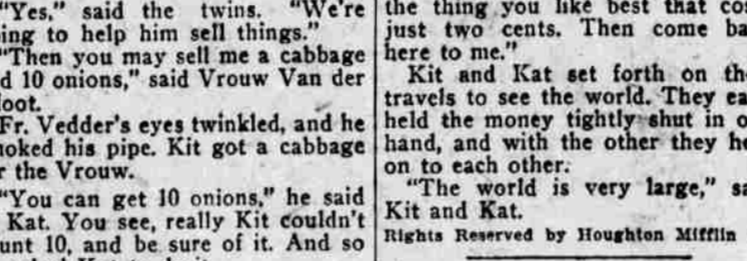 "Yes," said the twins. "We're
ing to help him sell things."
"Then you may sell me a cabbage
d 10 onions," said Vrouw Van der
loot.
Fr. Vedder's eyes twinkled, and he
noked his pipe. Kit got a cabbage
r the Vrouw.
"You can get 10 onions," he said
Kat. You see, really Kit couldn't
unt 10, and be sure of it. And so
the thing you like best that cos
just two cents. Then come ba
here to me."
Kit and Kat set forth on the
travels to see the world. They ea
held the money tightly shut in o
hand, and with the other they he
on to each other.
"The world is very large," sa
Kit and Kat.
Rights Reserved by Houghton Mifflin